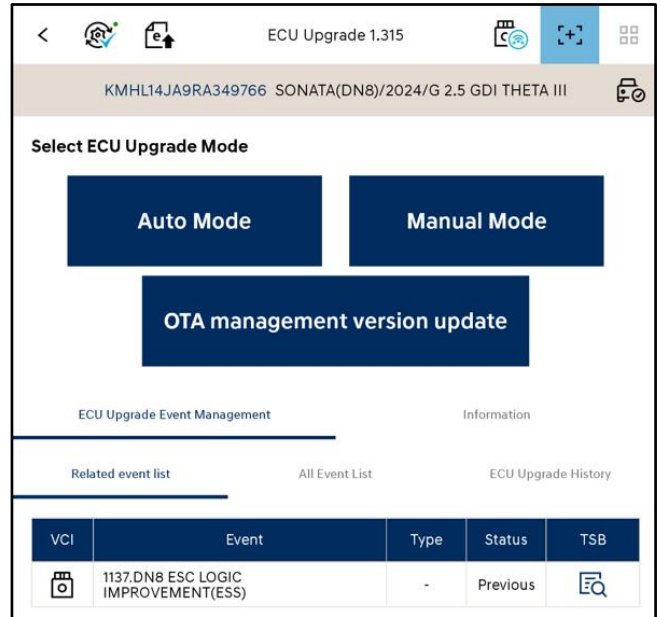 ECU Upgrade 1.315
KMHL14JA9RA349766 SONATA(DN8)/2024/G 2.5 GDI THETA III
Select ECU Upgrade Mode
Auto Mode
Manual Mode
OTA management version update
ECU Upgrade Event Management
Information
Related event list
All Event List
ECU Upgrade History
VCI Event Type Status TSB
1137.DN8 ESC LOGIC
IMPROVEMENT(ESS)
- Previous